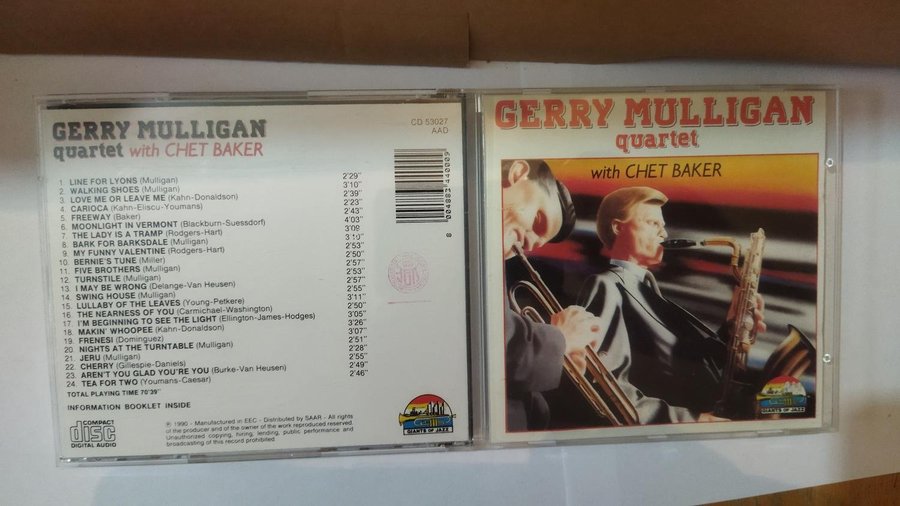 GERRY MULLIGAN
quartet with CHET BAKER
CD 53027
AAD
1. LINE FOR LYONS (Mulligan) 2'29"
2. WALKING SHOES (Mulligan) 3'10"
3. LOVE ME OR LEAVE ME (Kahn-Donaldson) 2'39"
4. CARIOCA (Kahn-Eliscu-Youmans) 2'23"
5. FREEWAY (Baker) 2'43"
6. MOONLIGHT IN VERMONT (Blackburn-Suessdorf) 4'03"
7. THE LADY IS A TRAMP (Rodgers-Hart) 3'09"
8. BARK FOR BARKSDALE (Mulligan) 3'10"
9. MY FUNNY VALENTINE (Rodgers-Hart) 2'53"
10. BERNIE'S TUNE (Miller) 2'50"
11. FIVE BROTHERS (Mulligan) 2'57"
12. TURNSTILE (Mulligan) 2'53"
13. I MAY BE WRONG (Delange-Van Heusen) 2'57"
14. SWING HOUSE (Mulligan) 2'55"
15. LULLABY OF THE LEAVES (Young-Petkere) 3'11"
16. THE NEARNESS OF YOU (Carmichael-Washington) 2'50"
17. I'M BEGINNING TO SEE THE LIGHT (Ellington-James-Hodges) 3'05"
18. MAKIN' WHOOPEE (Kahn-Donaldson) 3'26"
19. FRENESI (Dominguez) 3'07"
20. NIGHTS AT THE TURNTABLE (Mulligan) 2'51"
21. JERU (Mulligan) 2'28"
22. CHERRY (Gillespie-Daniels) 2'55"
23. AREN'T YOU GLAD YOU'RE YOU (Burke-Van Heusen) 2'49"
24. TEA FOR TWO (Youmans-Caesar) 2'46"
TOTAL PLAYING TIME 70'39"
INFORMATION BOOKLET INSIDE
COMPACT
disc
DIGITAL AUDIO
℗ 1990 - Manufactured in EEC - Distributed by SAAR - All rights
of the producer and of the owner of the work reproduced reserved.
Unauthorized copying, hiring, lending, public performance and
broadcasting of this record prohibited
GIANTS OF JAZZ
8 004883 440009
GERRY MULLIGAN
quartet
with CHET BAKER
GIANTS OF JAZZ